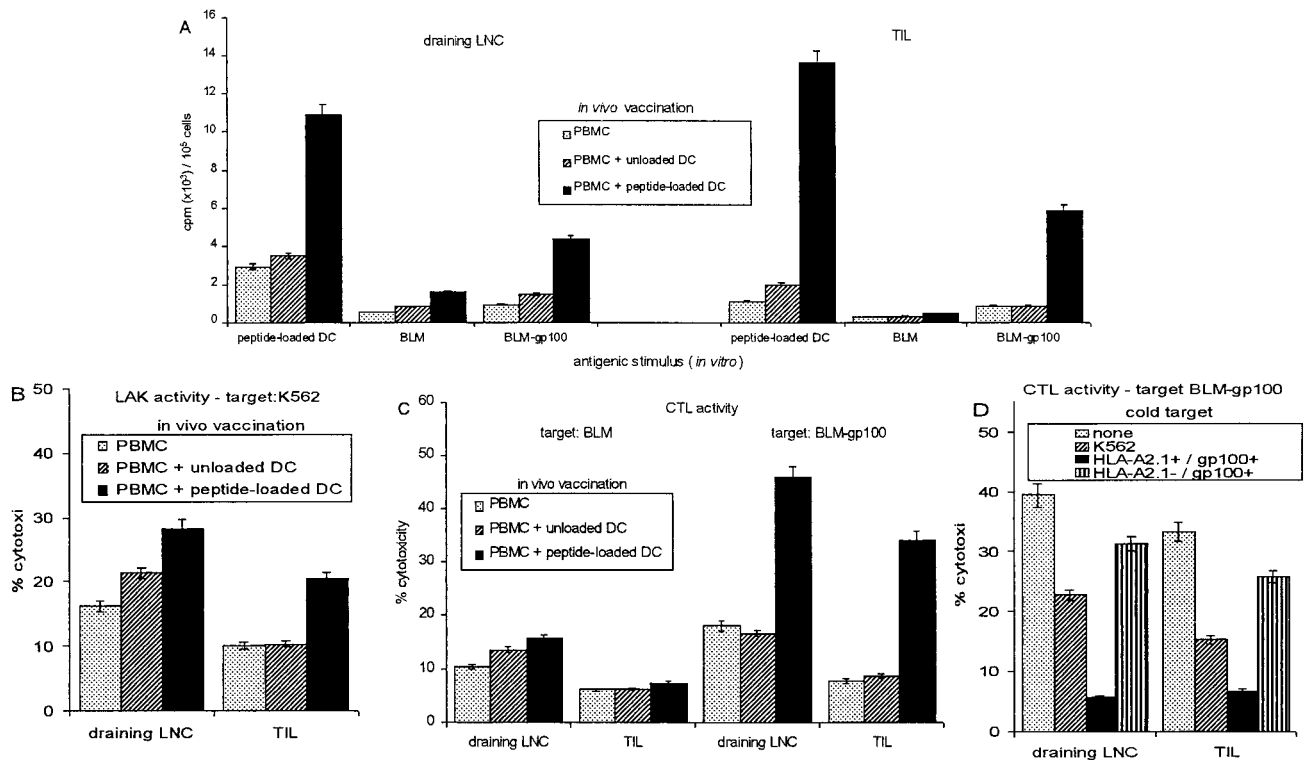 A
draining LNC
TIL
cpm (x10³) / 10⁵ cells
16
14
12
10
8
6
4
2
0
in vivo vaccination
PBMC
PBMC + unloaded DC
PBMC + peptide-loaded DC
peptide-loaded DC
BLM
BLM-gp100
peptide-loaded DC
BLM
BLM-gp100
antigenic stimulus (in vitro)
B
LAK activity - target:K562
in vivo vaccination
PBMC
PBMC + unloaded DC
PBMC + peptide-loaded DC
% cytotoxi
50
40
30
20
10
0
draining LNC
TIL
C
CTL activity
target: BLM
target: BLM-gp100
in vivo vaccination
PBMC
PBMC + unloaded DC
PBMC + peptide-loaded DC
% cytotoxicity
60
50
40
30
20
10
0
draining LNC
TIL
draining LNC
TIL
D
CTL activity - target BLM-gp100
cold target
none
K562
HLA-A2.1+ / gp100+
HLA-A2.1- / gp100+
% cytotoxi
50
40
30
20
10
0
draining LNC
TIL